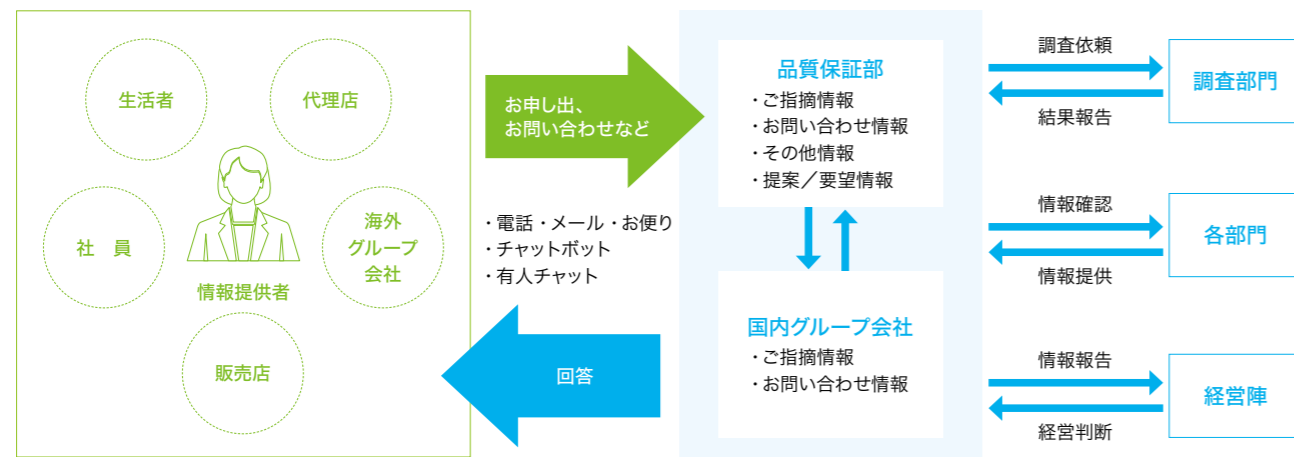 生活者
代理店
社　員
海外
グループ
会社
情報提供者
販売店
お申し出、
お問い合わせなど
・電話・メール・お便り
・チャットボット
・有人チャット
回答
品質保証部
・ご指摘情報
・お問い合わせ情報
・その他情報
・提案／要望情報
国内グループ会社
・ご指摘情報
・お問い合わせ情報
調査依頼
結果報告
調査部門
情報確認
情報提供
各部門
情報報告
経営判断
経営陣